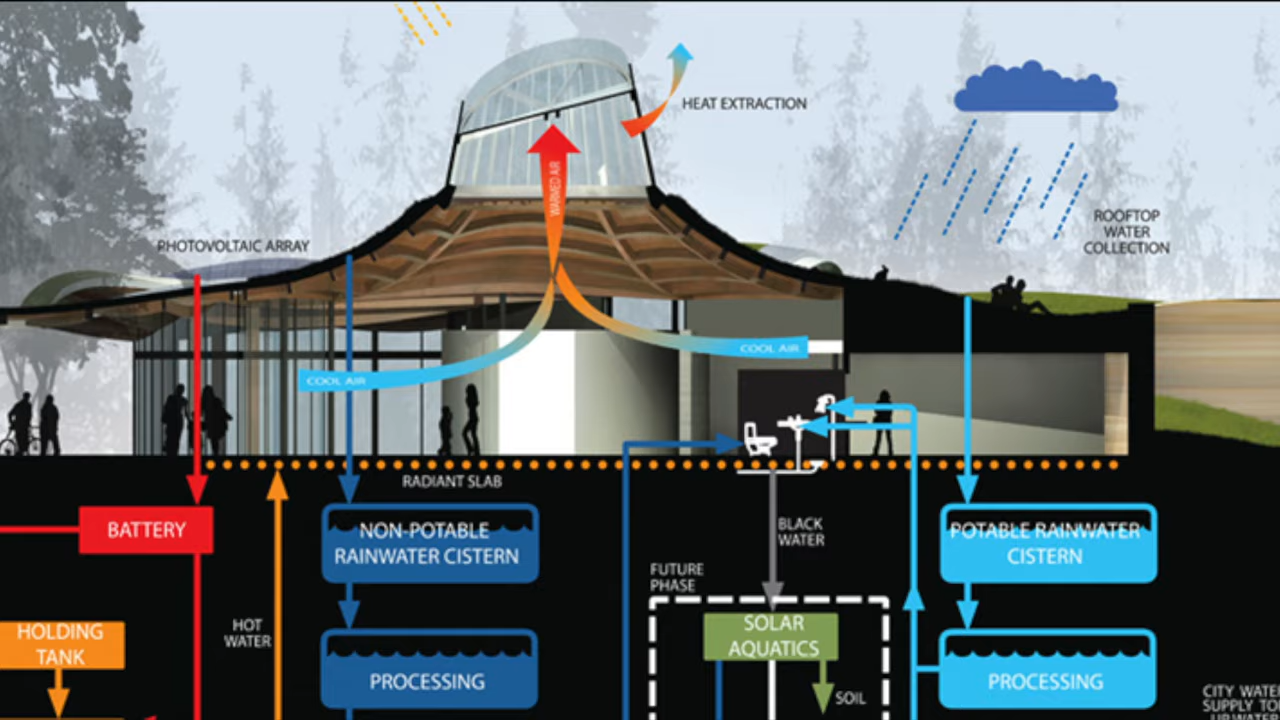 HEAT EXTRACTION
WARMED AIR
ROOFTOP
WATER
COLLECTION
PHOTOVOLTAIC ARRAY
COOL AIR
COOL AIR
RADIANT SLAB
BATTERY
NON-POTABLE
RAINWATER CISTERN
BLACK
WATER
POTABLE RAINWATER
CISTERN
FUTURE
PHASE
HOLDING
TANK
HOT
WATER
SOLAR
AQUATICS
PROCESSING
PROCESSING
SOIL
CITY WATER
SUPPLY